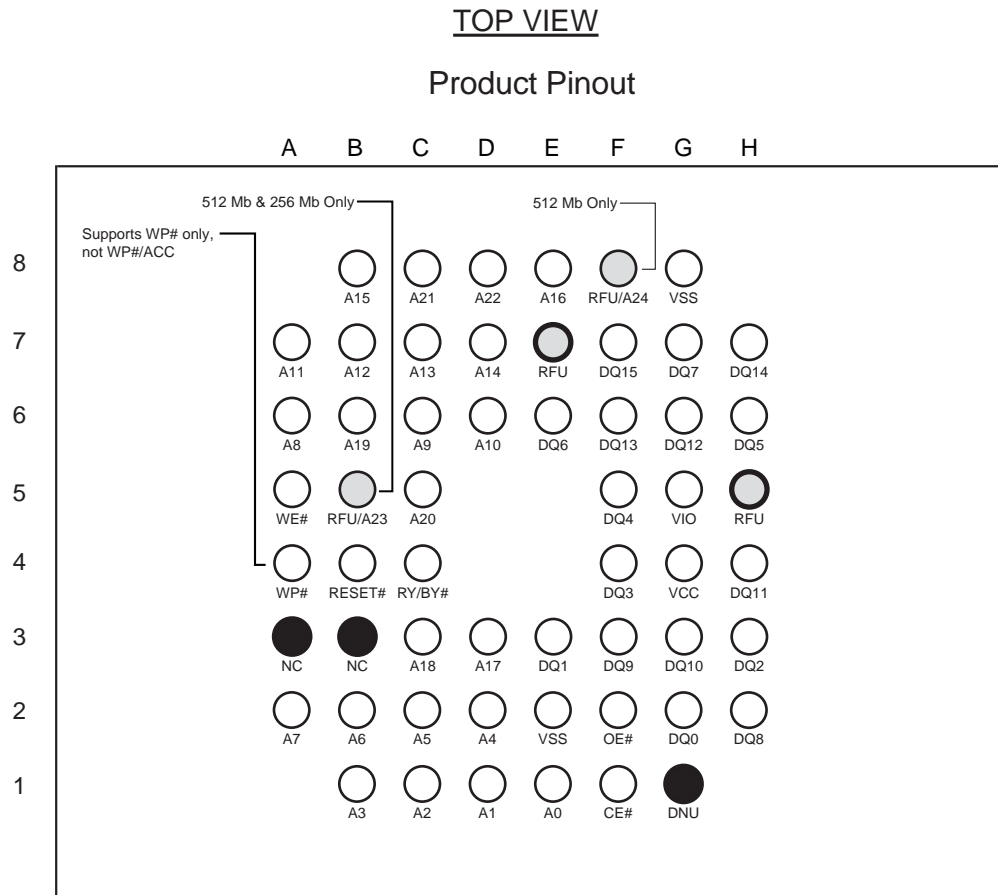 TOP VIEW
Product Pinout
A B C D E F G H
512 Mb & 256 Mb Only
512 Mb Only
Supports WP# only,
not WP#/ACC
8
A15 A21 A22 A16 RFU/A24 VSS
7
A11 A12 A13 A14 RFU DQ15 DQ7 DQ14
6
A8 A19 A9 A10 DQ6 DQ13 DQ12 DQ5
5
WE# RFU/A23 A20 DQ4 VIO RFU
4
WP# RESET# RY/BY# DQ3 VCC DQ11
3
NC NC A18 A17 DQ1 DQ9 DQ10 DQ2
2
A7 A6 A5 A4 VSS OE# DQ0 DQ8
1
A3 A2 A1 A0 CE# DNU